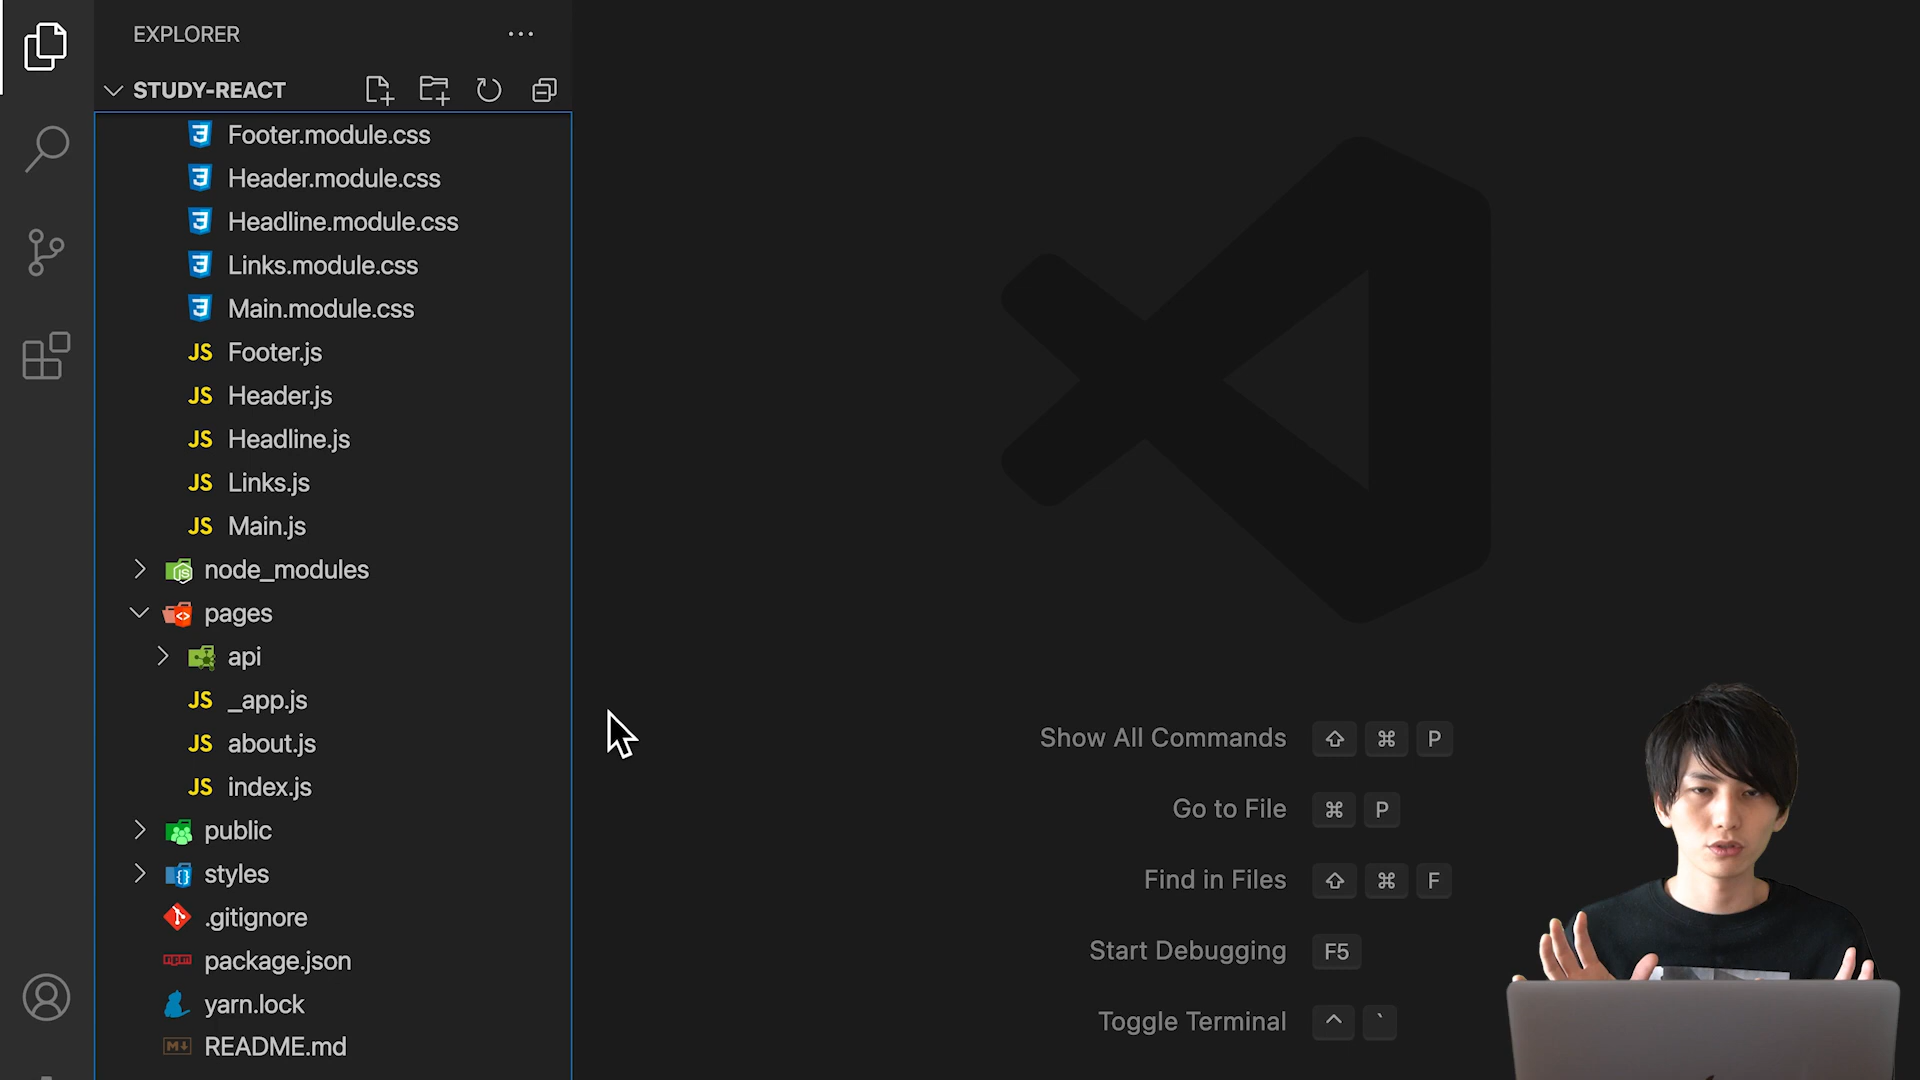 EXPLORER
STUDY-REACT
Footer.module.css
Header.module.css
Headline.module.css
Links.module.css
Main.module.css
JS Footer.js
JS Header.js
JS Headline.js
JS Links.js
JS Main.js
node_modules
pages
api
JS _app.js
JS about.js
JS index.js
public
styles
.gitignore
package.json
yarn.lock
README.md
Show All Commands ⇧ ⌘ P
Go to File ⌘ P
Find in Files ⇧ ⌘ F
Start Debugging F5
Toggle Terminal ^ `